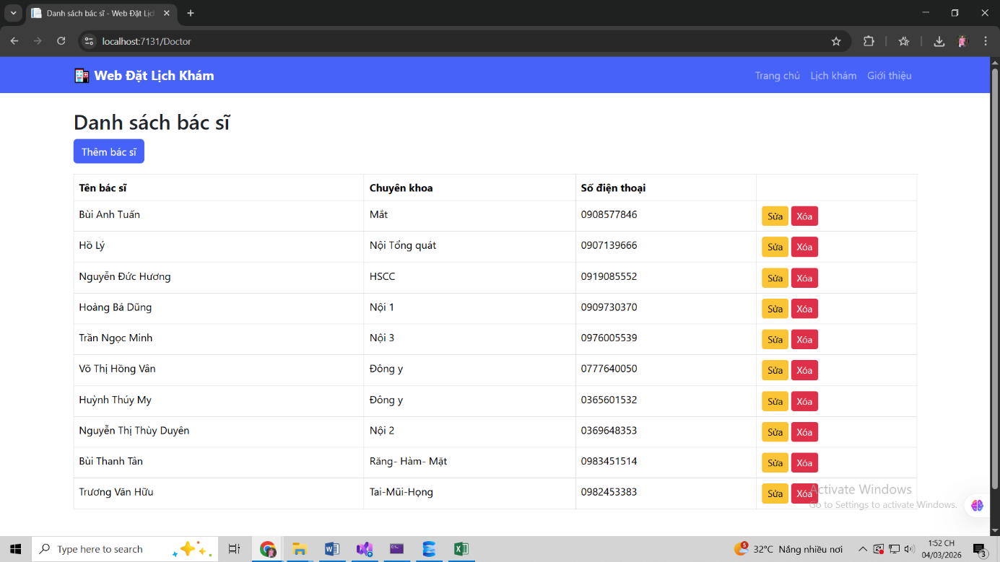 Danh sách bác sĩ - Web Đặt Lịc
localhost:7131/Doctor
Web Đặt Lịch Khám
Trang chủ Lịch khám Giới thiệu
Danh sách bác sĩ
Thêm bác sĩ
Tên bác sĩ Chuyên khoa Số điện thoại
Bùi Anh Tuấn Mắt 0908577846 Sửa Xóa
Hồ Lý Nội Tổng quát 0907139666 Sửa Xóa
Nguyễn Đức Hương HSCC 0919085552 Sửa Xóa
Hoàng Bá Dũng Nội 1 0909730370 Sửa Xóa
Trần Ngọc Minh Nội 3 0976005539 Sửa Xóa
Võ Thị Hồng Vân Đông y 0777640050 Sửa Xóa
Huỳnh Thúy My Đông y 0365601532 Sửa Xóa
Nguyễn Thị Thùy Duyên Nội 2 0369648353 Sửa Xóa
Bùi Thanh Tân Răng- Hàm- Mặt 0983451514 Sửa Xóa
Trương Văn Hữu Tai-Mũi-Họng 0982453383 Sửa Xóa
Activate Windows
Go to Settings to activate Windows.
Type here to search
5
32°C Nắng nhiều nơi
1:52 CH
04/03/2026
3